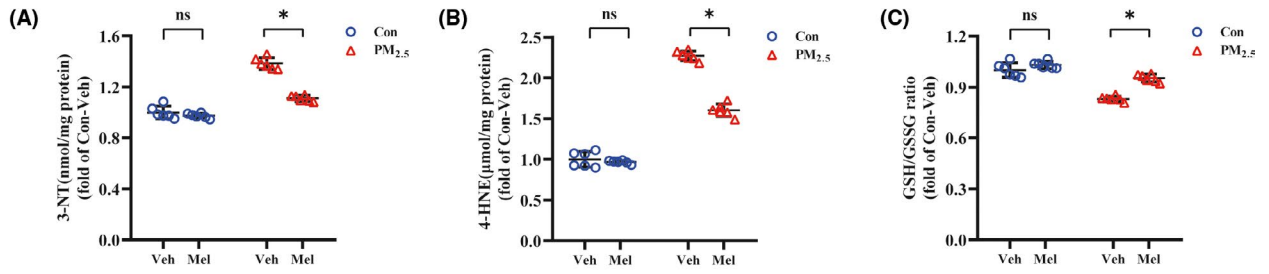 (A)
ns
*
Con
PM2.5
1.6
1.2
0.8
0.4
0.0
3-NT(nmol/mg protein)
(fold of Con-Veh)
Veh Mel Veh Mel
(B)
ns
*
Con
PM2.5
2.5
2.0
1.5
1.0
0.5
0.0
4-HNE(μmol/mg protein)
(fold of Con-Veh)
Veh Mel Veh Mel
(C)
ns
*
Con
PM2.5
1.2
0.9
0.6
0.3
0.0
GSH/GSSG ratio
(fold of Con-Veh)
Veh Mel Veh Mel